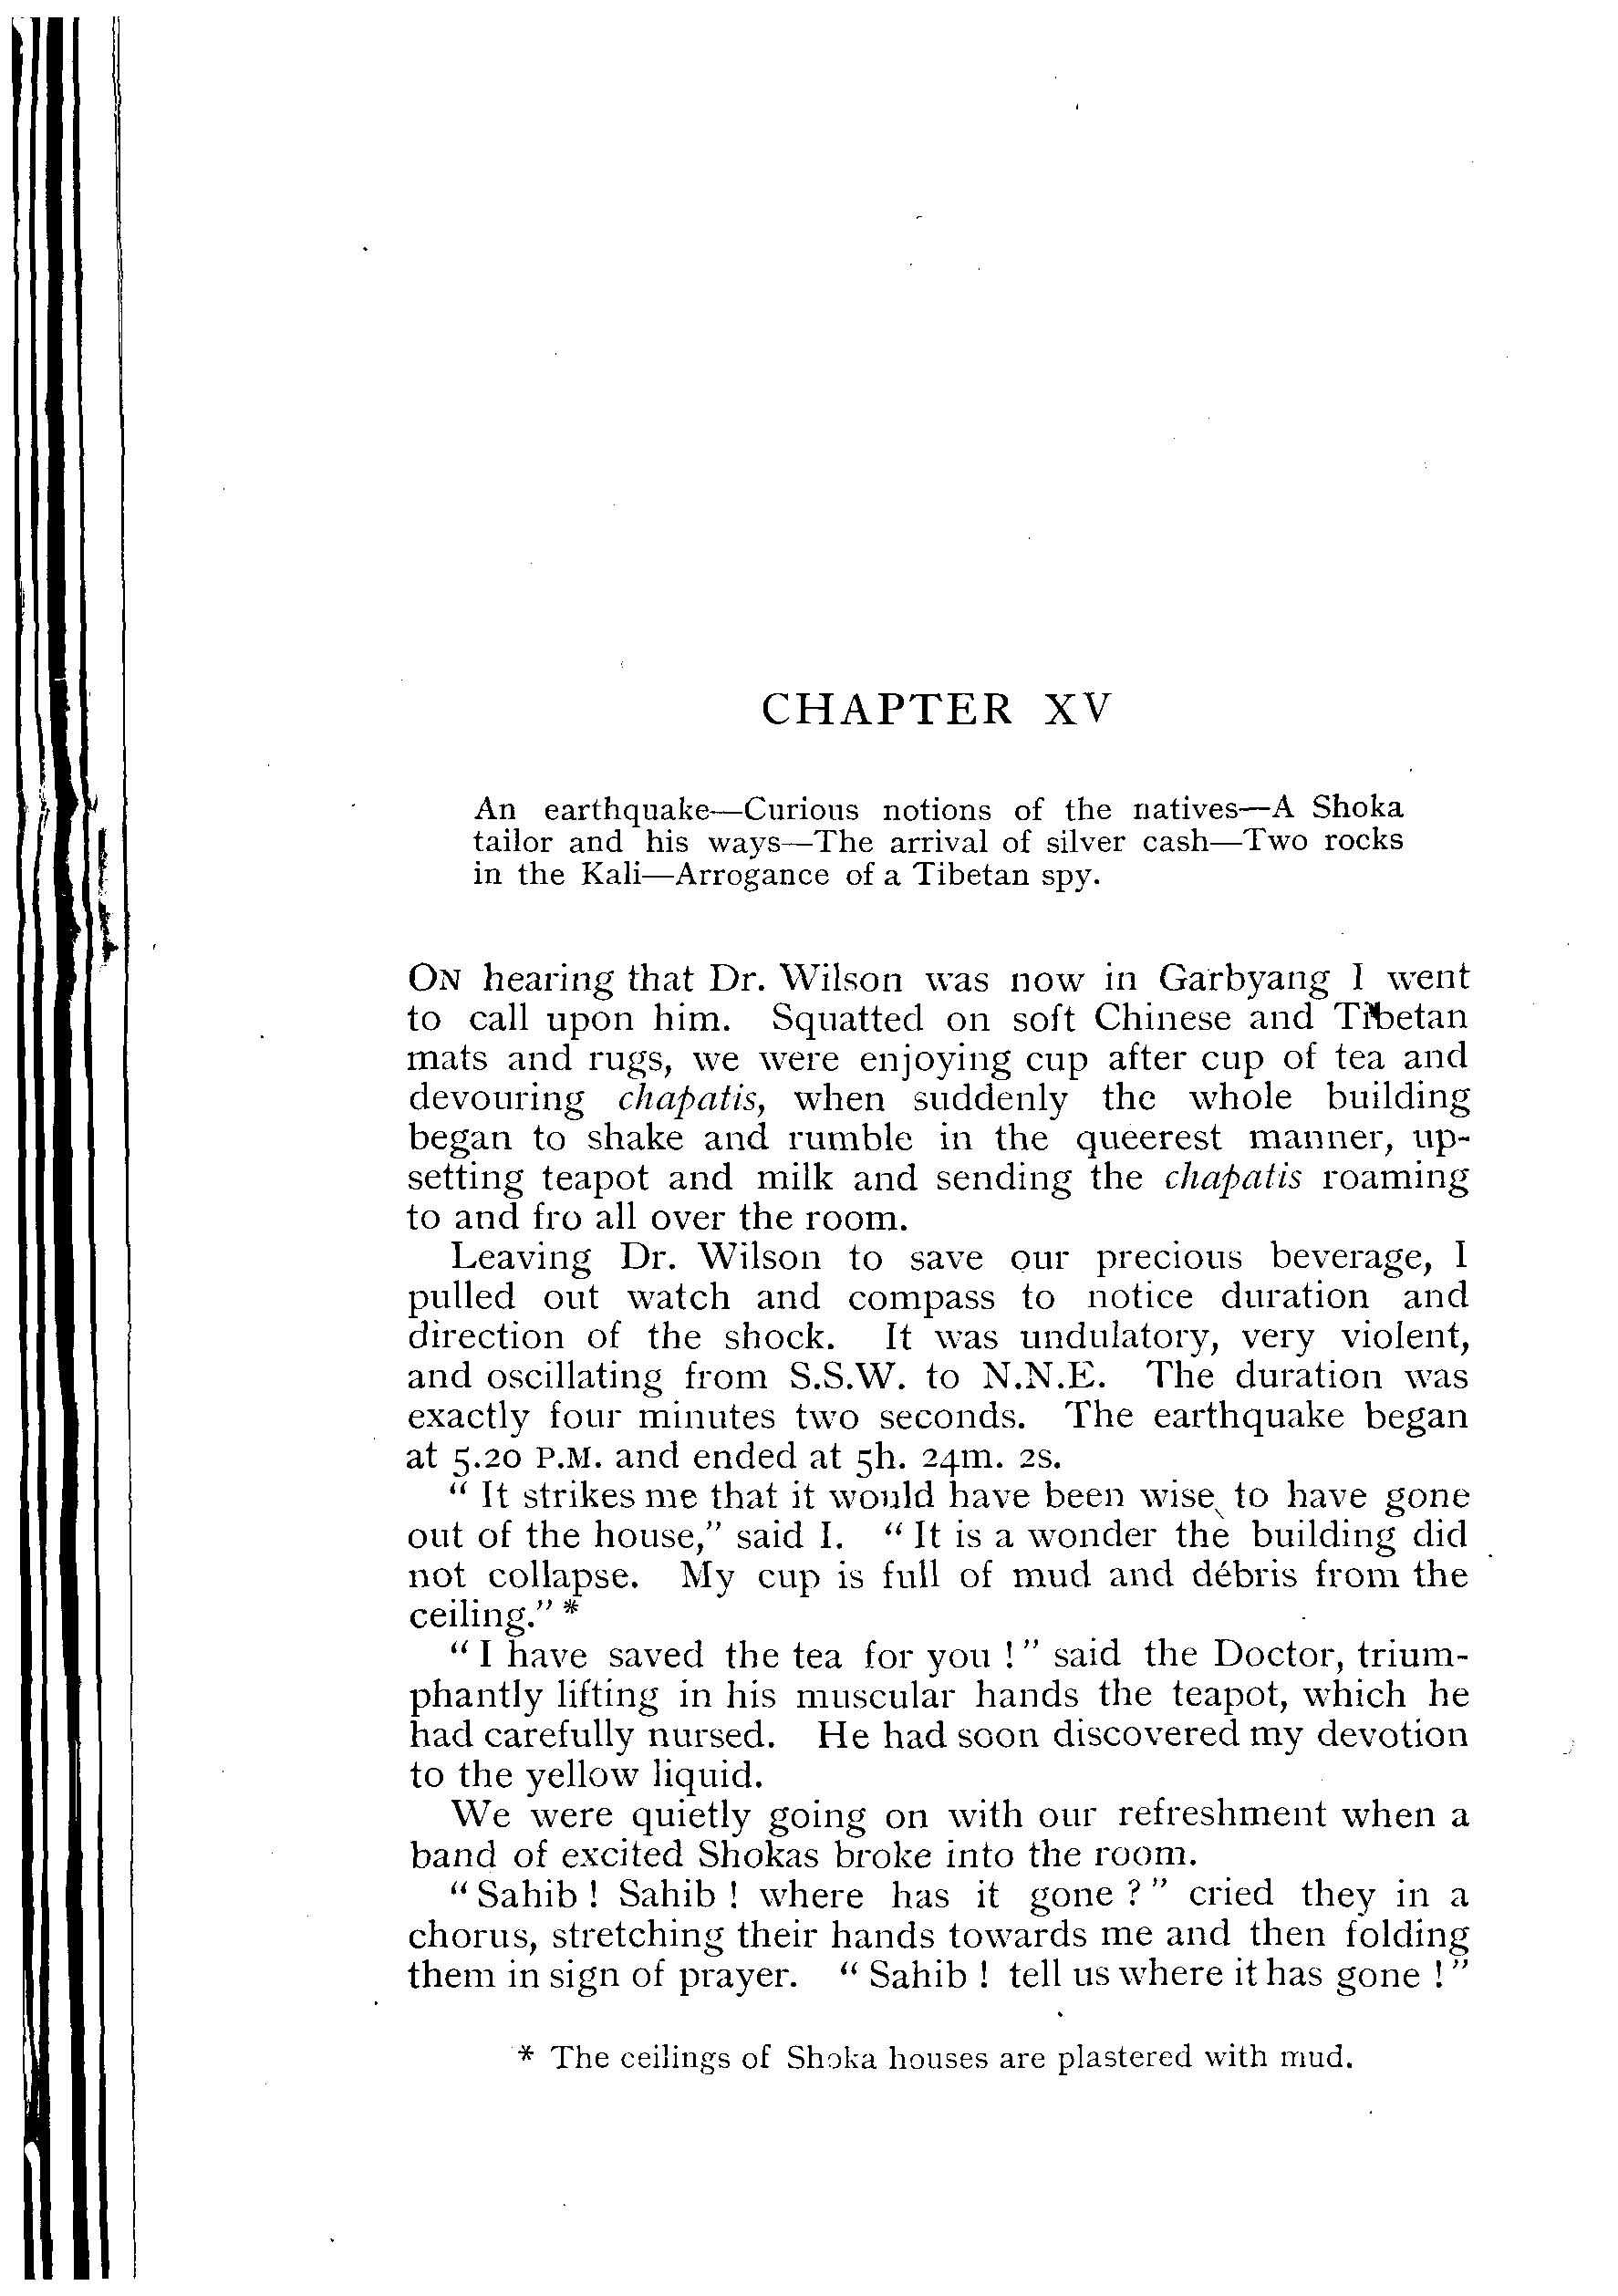 CHAPTER XV
An earthquake—Curious notions of the natives—A Shoka
tailor and his ways—The arrival of silver cash—Two rocks
in the Kali—Arrogance of a Tibetan spy.
ON hearing that Dr. Wilson was now in Garbyang I went
to call upon him. Squatted on soft Chinese and Tibetan
mats and rugs, we were enjoying cup after cup of tea and
devouring chapatis, when suddenly the whole building
began to shake and rumble in the queerest manner, up-
setting teapot and milk and sending the chapatis roaming
to and fro all over the room.
Leaving Dr. Wilson to save our precious beverage, I
pulled out watch and compass to notice duration and
direction of the shock. It was undulatory, very violent,
and oscillating from S.S.W. to N.N.E. The duration was
exactly four minutes two seconds. The earthquake began
at 5.20 P.M. and ended at 5h. 24m. 2s.
“ It strikes me that it would have been wise to have gone
out of the house,” said I. “ It is a wonder the building did
not collapse. My cup is full of mud and débris from the
ceiling.” *
“ I have saved the tea for you ! ” said the Doctor, trium-
phantly lifting in his muscular hands the teapot, which he
had carefully nursed. He had soon discovered my devotion
to the yellow liquid.
We were quietly going on with our refreshment when a
band of excited Shokas broke into the room.
“ Sahib ! Sahib ! where has it gone ? ” cried they in a
chorus, stretching their hands towards me and then folding
them in sign of prayer. “ Sahib ! tell us where it has gone ! ”
* The ceilings of Shoka houses are plastered with mud.